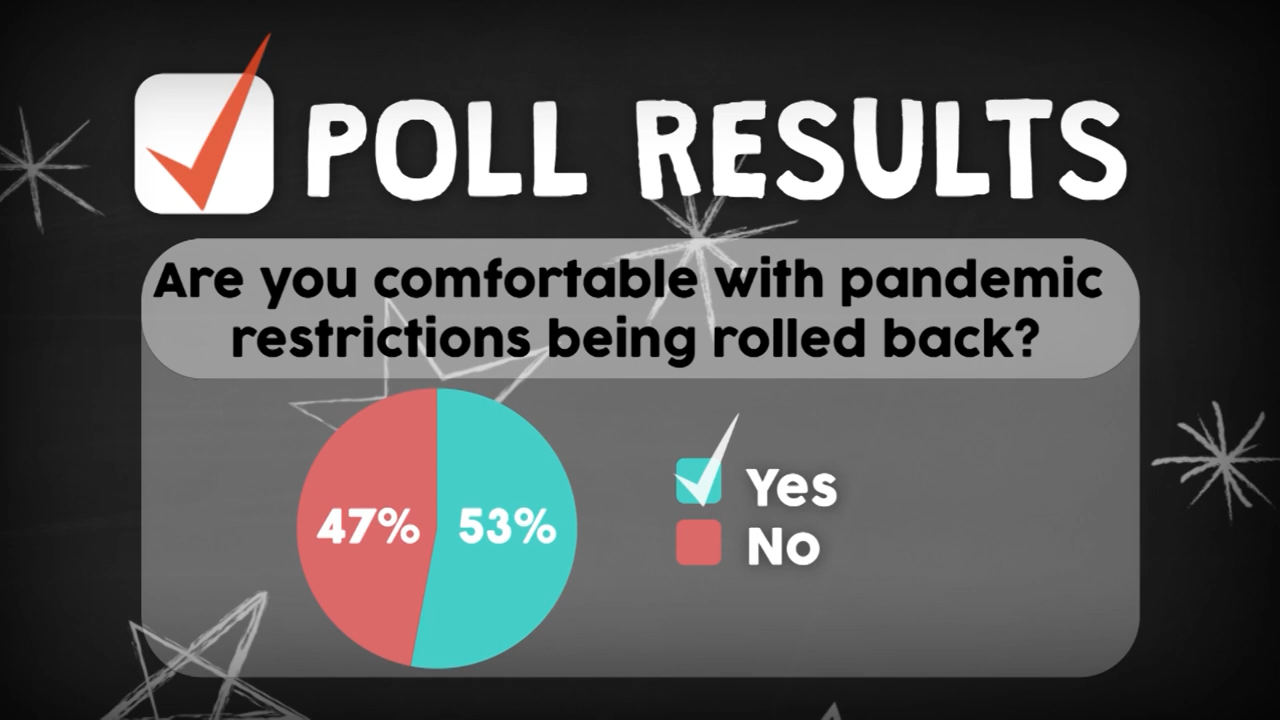 POLL RESULTS
Are you comfortable with pandemic
restrictions being rolled back?
47% 53%
Yes
No